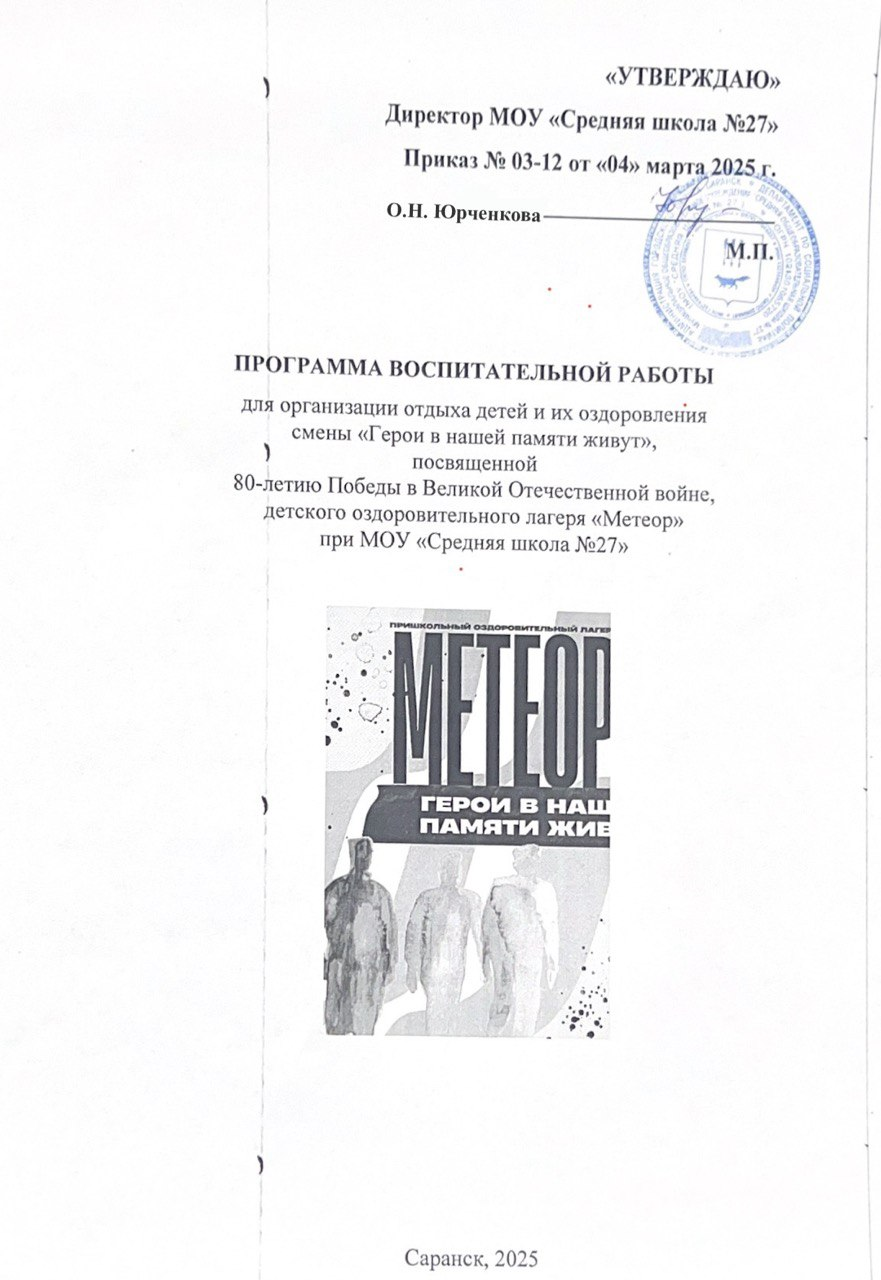 «УТВЕРЖДАЮ»
Директор МОУ «Средняя школа №27»
Приказ № 03-12 от «04» марта 2025 г.
О.Н. Юрченкова
М.П.
ПРОГРАММА ВОСПИТАТЕЛЬНОЙ РАБОТЫ
для организации отдыха детей и их оздоровления
смены «Герои в нашей памяти живут»,
посвященной
80-летию Победы в Великой Отечественной войне,
детского оздоровительного лагеря «Метеор»
при МОУ «Средняя школа №27»
ПРИШКОЛЬНЫЙ ОЗДОРОВИТЕЛЬНЫЙ ЛАГЕР
МЕТЕОР
ГЕРОИ В НАШ
ПАМЯТИ ЖИВ
Саранск, 2025